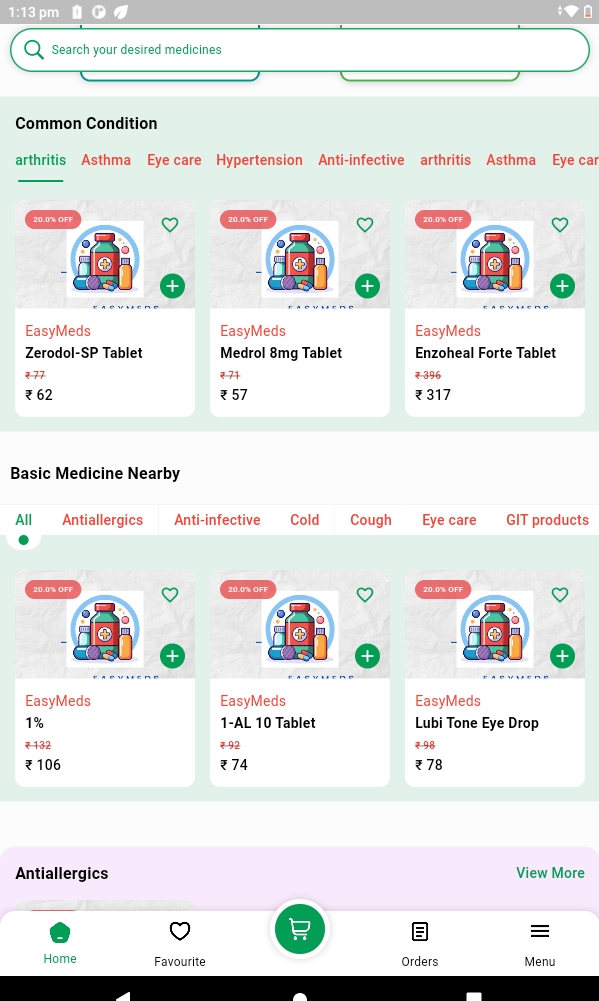 1:13 pm
Search your desired medicines
Common Condition
arthritis Asthma Eye care Hypertension Anti-infective arthritis Asthma Eye car
20.0% OFF 20.0% OFF 20.0% OFF
EasyMeds EasyMeds EasyMeds
Zerodol-SP Tablet Medrol 8mg Tablet Enzoheal Forte Tablet
₹ 77 ₹ 71 ₹ 396
₹ 62 ₹ 57 ₹ 317
Basic Medicine Nearby
All Antiallergics Anti-infective Cold Cough Eye care GIT products
20.0% OFF 20.0% OFF 20.0% OFF
EASYMEDS EASYMEDS EASYMEDS
EasyMeds EasyMeds EasyMeds
1% 1-AL 10 Tablet Lubi Tone Eye Drop
₹ 132 ₹ 92 ₹ 98
₹ 106 ₹ 74 ₹ 78
Antiallergics View More
Home Favourite Orders Menu